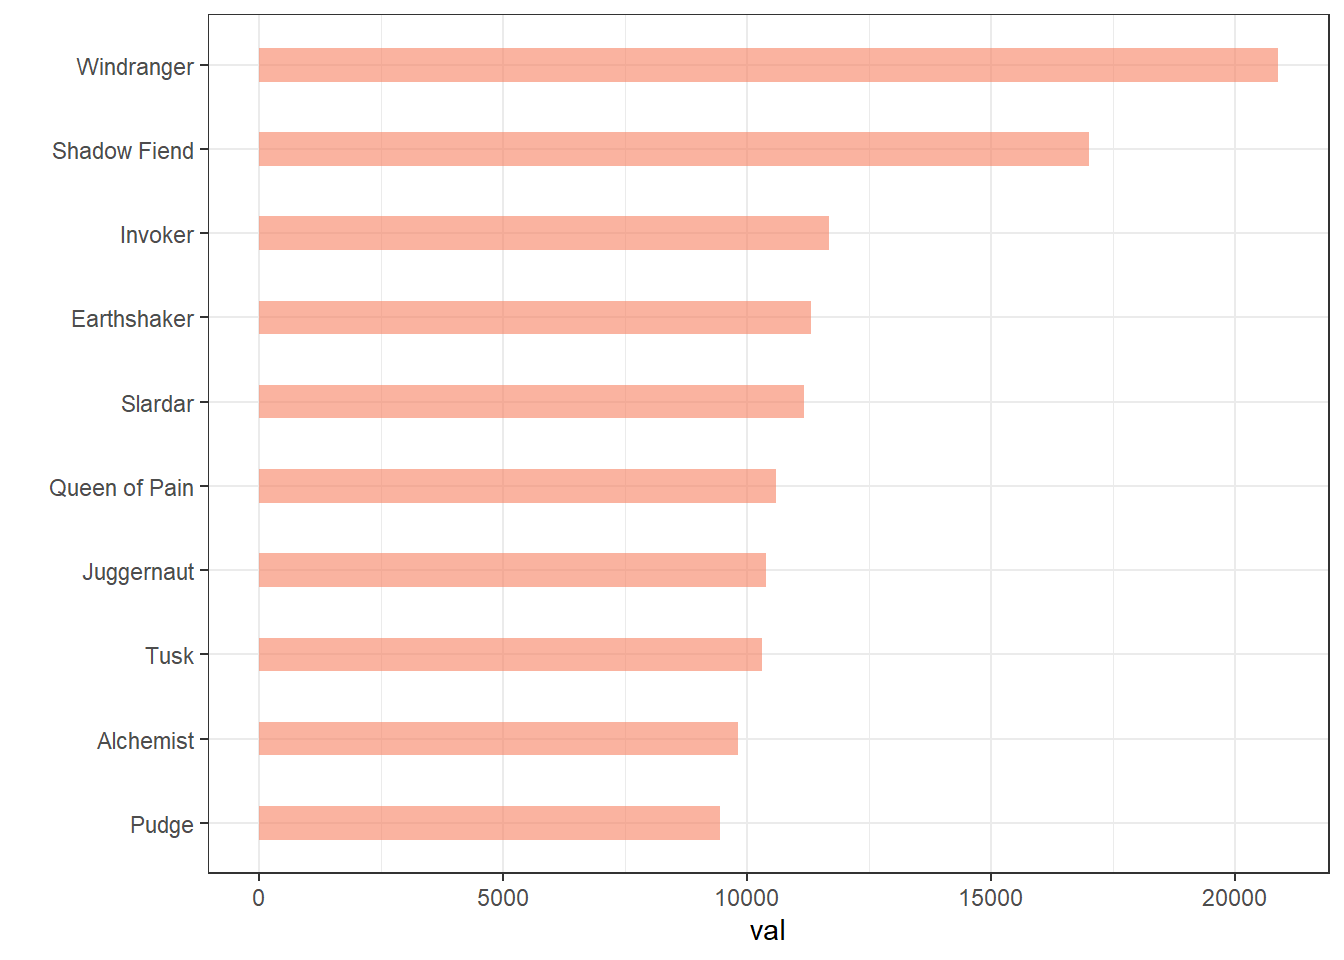 Windranger
Shadow Fiend
Invoker
Earthshaker
Slardar
Queen of Pain
Juggernaut
Tusk
Alchemist
Pudge
0 5000 10000 15000 20000
val